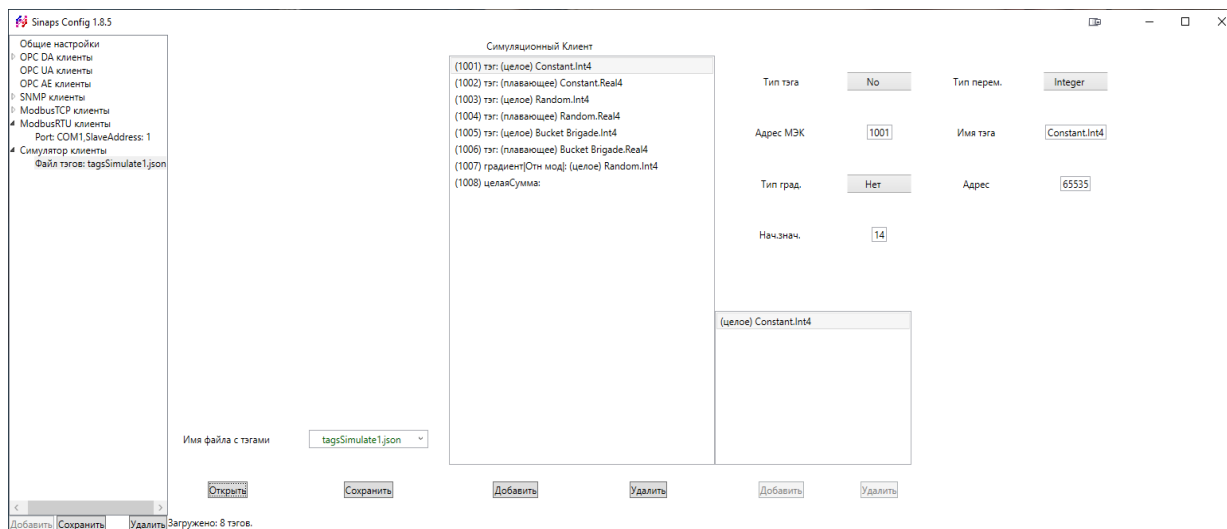 Sinaps Config 1.8.5
Общие настройки
OPC DA клиенты
OPC UA клиенты
OPC AE клиенты
SNMP клиенты
ModbusTCP клиенты
ModbusRTU клиенты
Port: COM1,SlaveAddress: 1
Симулятор клиенты
Файл тэгов: tagsSimulate1.json
Добавить Сохранить Удалить
Загружено: 8 тэгов.
Имя файла с тэгами tagsSimulate1.json
Открыть Сохранить
Симуляционный Клиент
(1001) тэг: (целое) Constant.Int4
(1002) тэг: (плавающее) Constant.Real4
(1003) тэг: (целое) Random.Int4
(1004) тэг: (плавающее) Random.Real4
(1005) тэг: (целое) Bucket Brigade.Int4
(1006) тэг: (плавающее) Bucket Brigade.Real4
(1007) градиент|Отн мод|: (целое) Random.Int4
(1008) целаяСумма:
Добавить Удалить
Тип тэга No Тип перем. Integer
Адрес МЭК 1001 Имя тэга Constant.Int4
Тип град. Нет Адрес 65535
Нач.знач. 14
(целое) Constant.Int4
Добавить Удалить